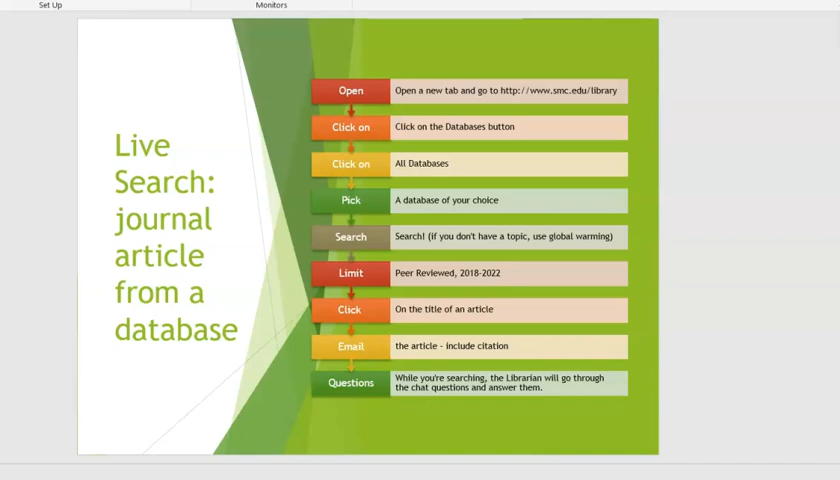 Set Up
Monitors
Live
Search:
journal
article
from a
database
Open
Open a new tab and go to http://www.smc.edu/library
Click on
Click on the Databases button
Click on
All Databases
Pick
A database of your choice
Search
Search! (if you don't have a topic, use global warming)
Limit
Peer Reviewed, 2018-2022
Click
On the title of an article
Email
the article - include citation
Questions
While you're searching, the Librarian will go through
the chat questions and answer them.